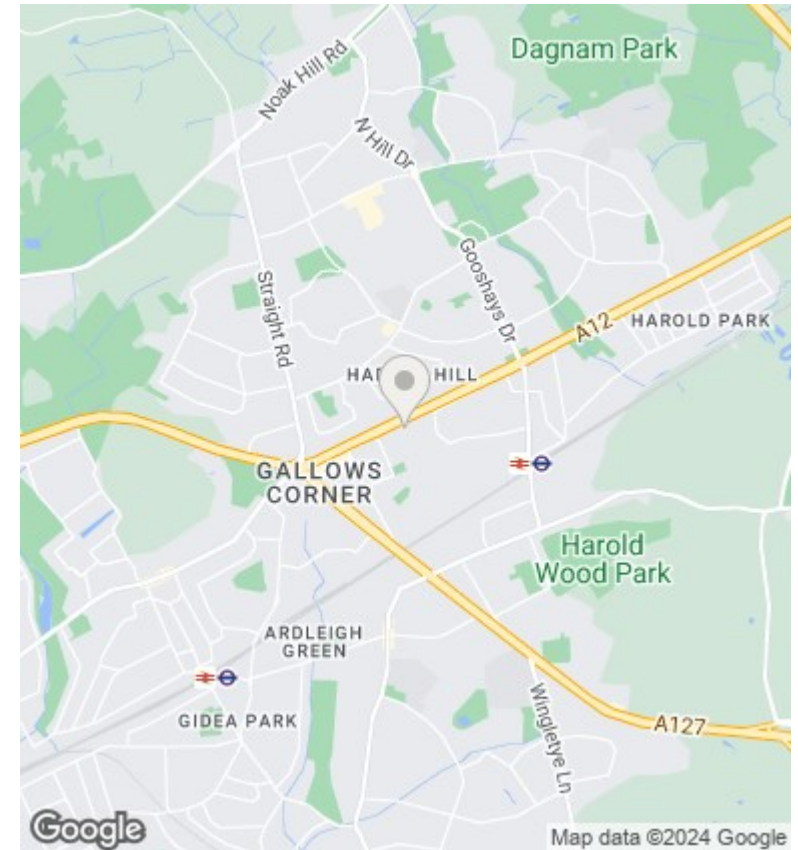 Dagnam Park
Noak Hill Rd
N Hill Dr
Gooshays Dr
Straight Rd
A12
HAROLD PARK
HILL
GALLOWS
CORNER
Harold
Wood Park
ARDLEIGH
GREEN
GIDEA PARK
Wingletye Ln
A127
Google
Map data ©2024 Google